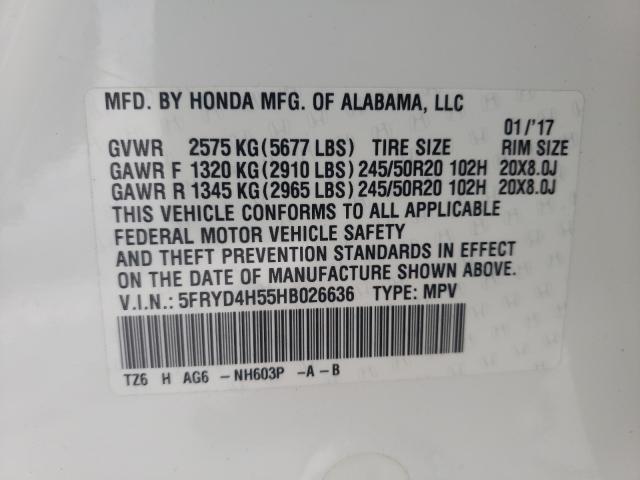 MFD. BY HONDA MFG. OF ALABAMA, LLC
01/'17
GVWR 2575 KG(5677 LBS) TIRE SIZE RIM SIZE
GAWR F 1320 KG(2910 LBS) 245/50R20 102H 20X8.0J
GAWR R 1345 KG(2965 LBS) 245/50R20 102H 20X8.0J
THIS VEHICLE CONFORMS TO ALL APPLICABLE
FEDERAL MOTOR VEHICLE SAFETY
AND THEFT PREVENTION STANDARDS IN EFFECT
ON THE DATE OF MANUFACTURE SHOWN ABOVE.
V.I.N.: 5FRYD4H55HB026636 TYPE: MPV
TZ6 H AG6 -NH603P -A-B